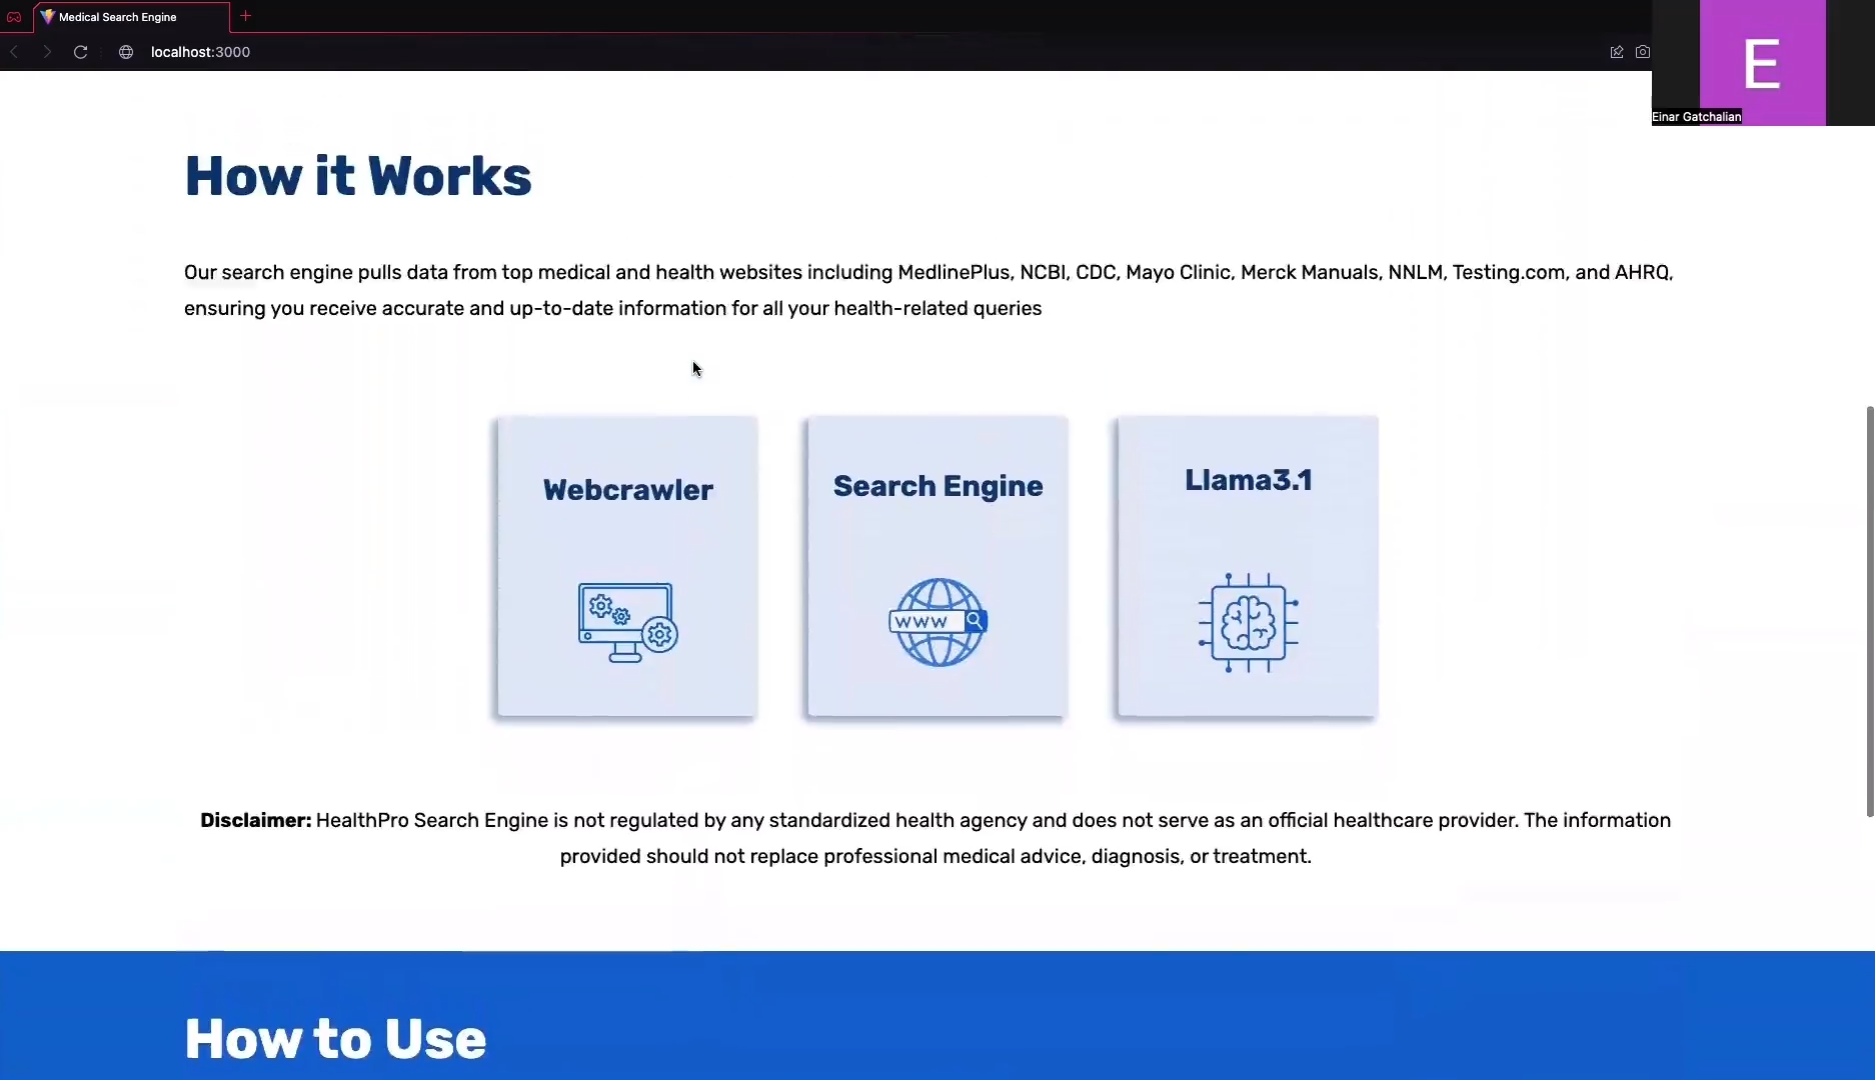 Medical Search Engine
localhost:3000
E
Einar Gatchalian
How it Works
Our search engine pulls data from top medical and health websites including MedlinePlus, NCBI, CDC, Mayo Clinic, Merck Manuals, NNLM, Testing.com, and AHRQ,
ensuring you receive accurate and up-to-date information for all your health-related queries
Webcrawler
Search Engine
Llama3.1
www
Disclaimer: HealthPro Search Engine is not regulated by any standardized health agency and does not serve as an official healthcare provider. The information
provided should not replace professional medical advice, diagnosis, or treatment.
How to Use